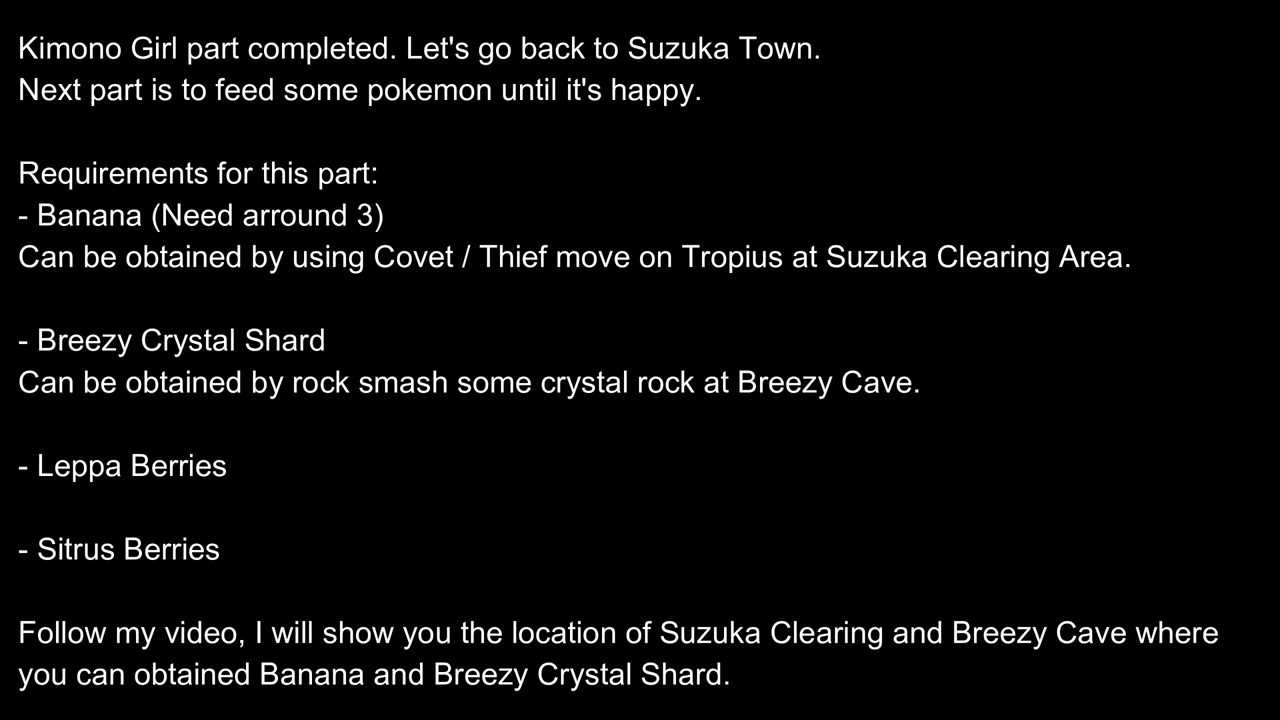 Kimono Girl part completed. Let's go back to Suzuka Town.
Next part is to feed some pokemon until it's happy.
Requirements for this part:
- Banana (Need arround 3)
Can be obtained by using Covet / Thief move on Tropius at Suzuka Clearing Area.
- Breezy Crystal Shard
Can be obtained by rock smash some crystal rock at Breezy Cave.
- Leppa Berries
- Sitrus Berries
Follow my video, I will show you the location of Suzuka Clearing and Breezy Cave where
you can obtained Banana and Breezy Crystal Shard.